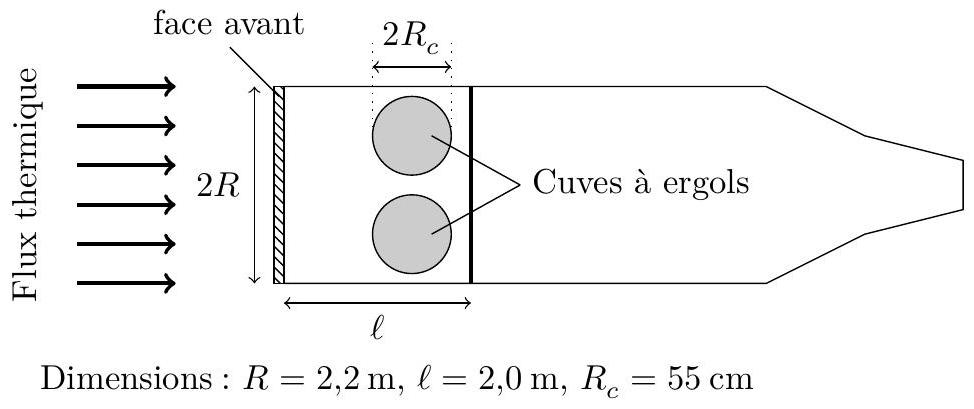 face avant
2R_c
Flux thermique
2R
Cuves à ergols
ℓ
Dimensions : R = 2,2 m, ℓ = 2,0 m, R_c = 55 cm